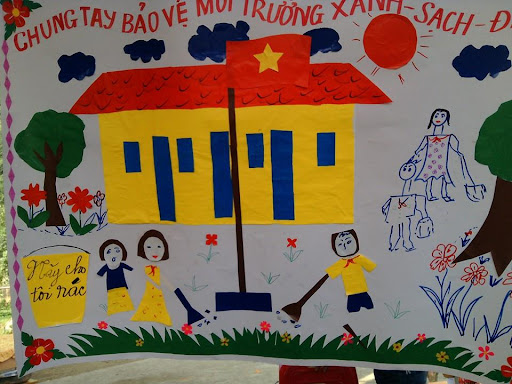 CHUNG TAY BẢO VỆ MÔI TRƯỜNG XANH-SẠCH-Đ
Hãy cho
tôi rác